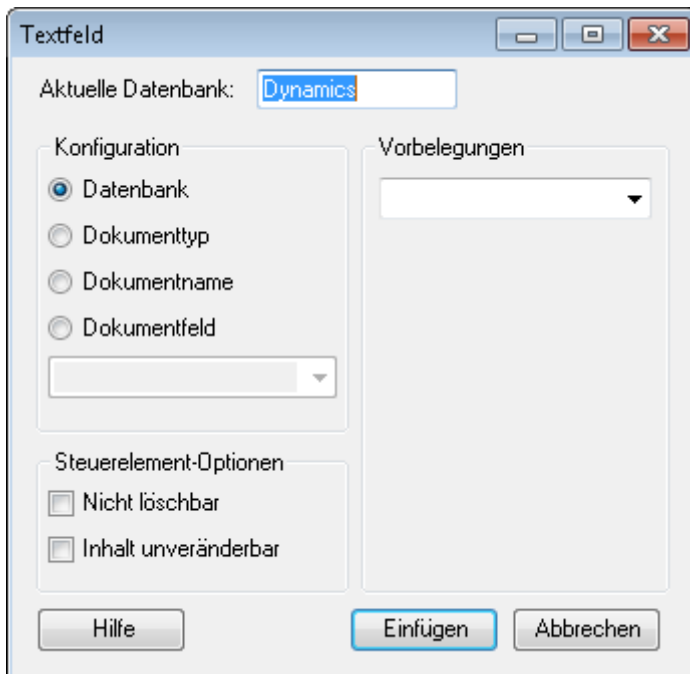 Textfeld
Aktuelle Datenbank: Dynamics
Konfiguration
Datenbank
Dokumenttyp
Dokumentname
Dokumentfeld
Steuerelement-Optionen
Nicht löschbar
Inhalt unveränderbar
Vorbelegungen
Hilfe Einfügen Abbrechen